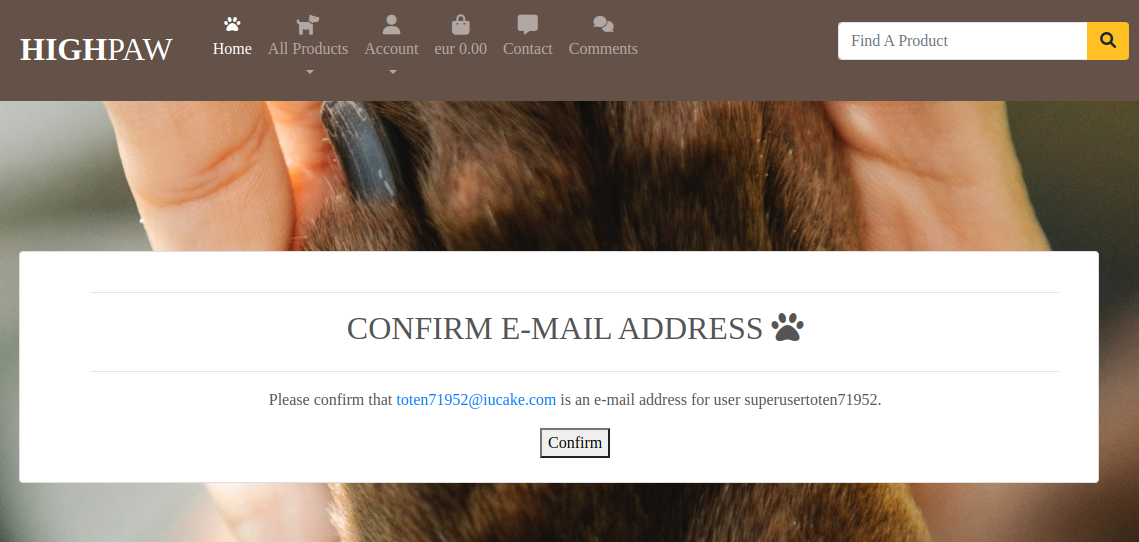 HIGHPAW
Home
All Products
Account
eur 0.00
Contact
Comments
Find A Product
CONFIRM E-MAIL ADDRESS
Please confirm that toten71952@iucake.com is an e-mail address for user superusertoten71952.
Confirm